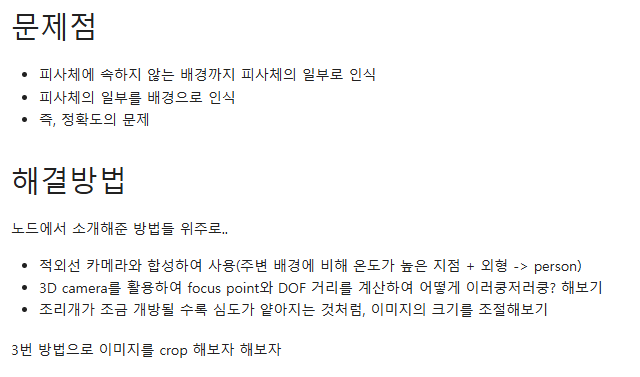 문제점
피사체에 속하지 않는 배경까지 피사체의 일부로 인식
피사체의 일부를 배경으로 인식
즉, 정확도의 문제
해결방법
노드에서 소개해준 방법들 위주로..
적외선 카메라와 합성하여 사용(주변 배경에 비해 온도가 높은 지점 + 외형 -> person)
3D camera를 활용하여 focus point와 DOF 거리를 계산하여 어떻게 이러쿵저러쿵? 해보기
조리개가 조금 개방될 수록 심도가 얕아지는 것처럼, 이미지의 크기를 조절해보기
3번 방법으로 이미지를 crop 해보자 해보자